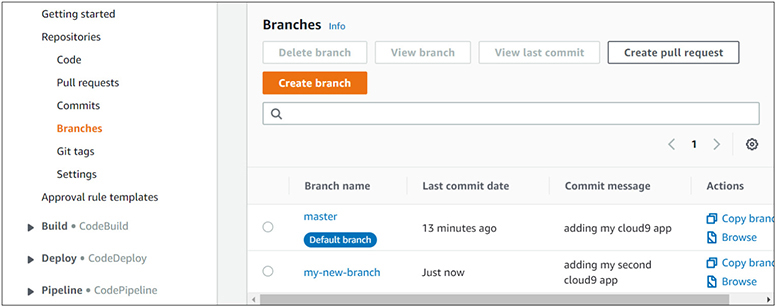 Getting started
Repositories
Code
Pull requests
Commits
Branches
Git tags
Settings
Approval rule templates
Build • CodeBuild
Deploy • CodeDeploy
Pipeline • CodePipeline
Branches Info
Delete branch View branch View last commit Create pull request
Create branch
1
Branch name Last commit date Commit message Actions
master
Default branch
13 minutes ago
adding my cloud9 app
Copy bran
Browse
my-new-branch
Just now
adding my second
cloud9 app
Copy bran
Browse